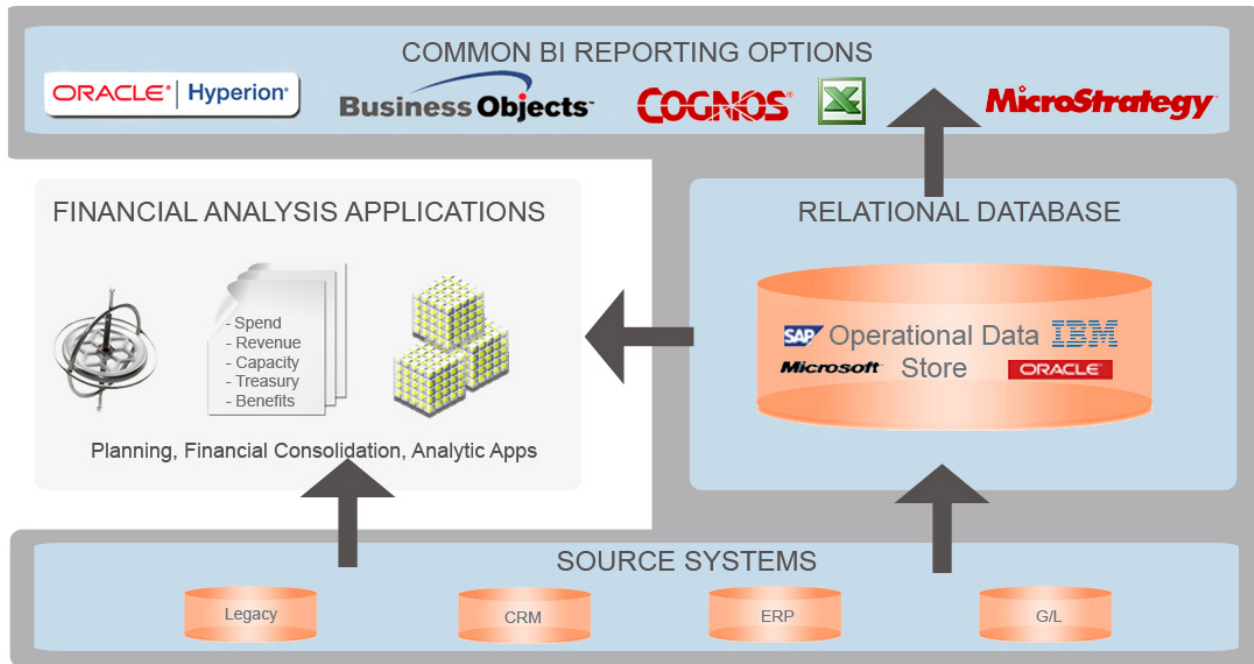 COMMON BI REPORTING OPTIONS
ORACLE® | Hyperion®
Business Objects™
COGNOS®
MicroStrategy
FINANCIAL ANALYSIS APPLICATIONS
- Spend
- Revenue
- Capacity
- Treasury
- Benefits
Planning, Financial Consolidation, Analytic Apps
RELATIONAL DATABASE
SAP Operational Data IBM
Microsoft Store ORACLE
SOURCE SYSTEMS
Legacy
CRM
ERP
G/L